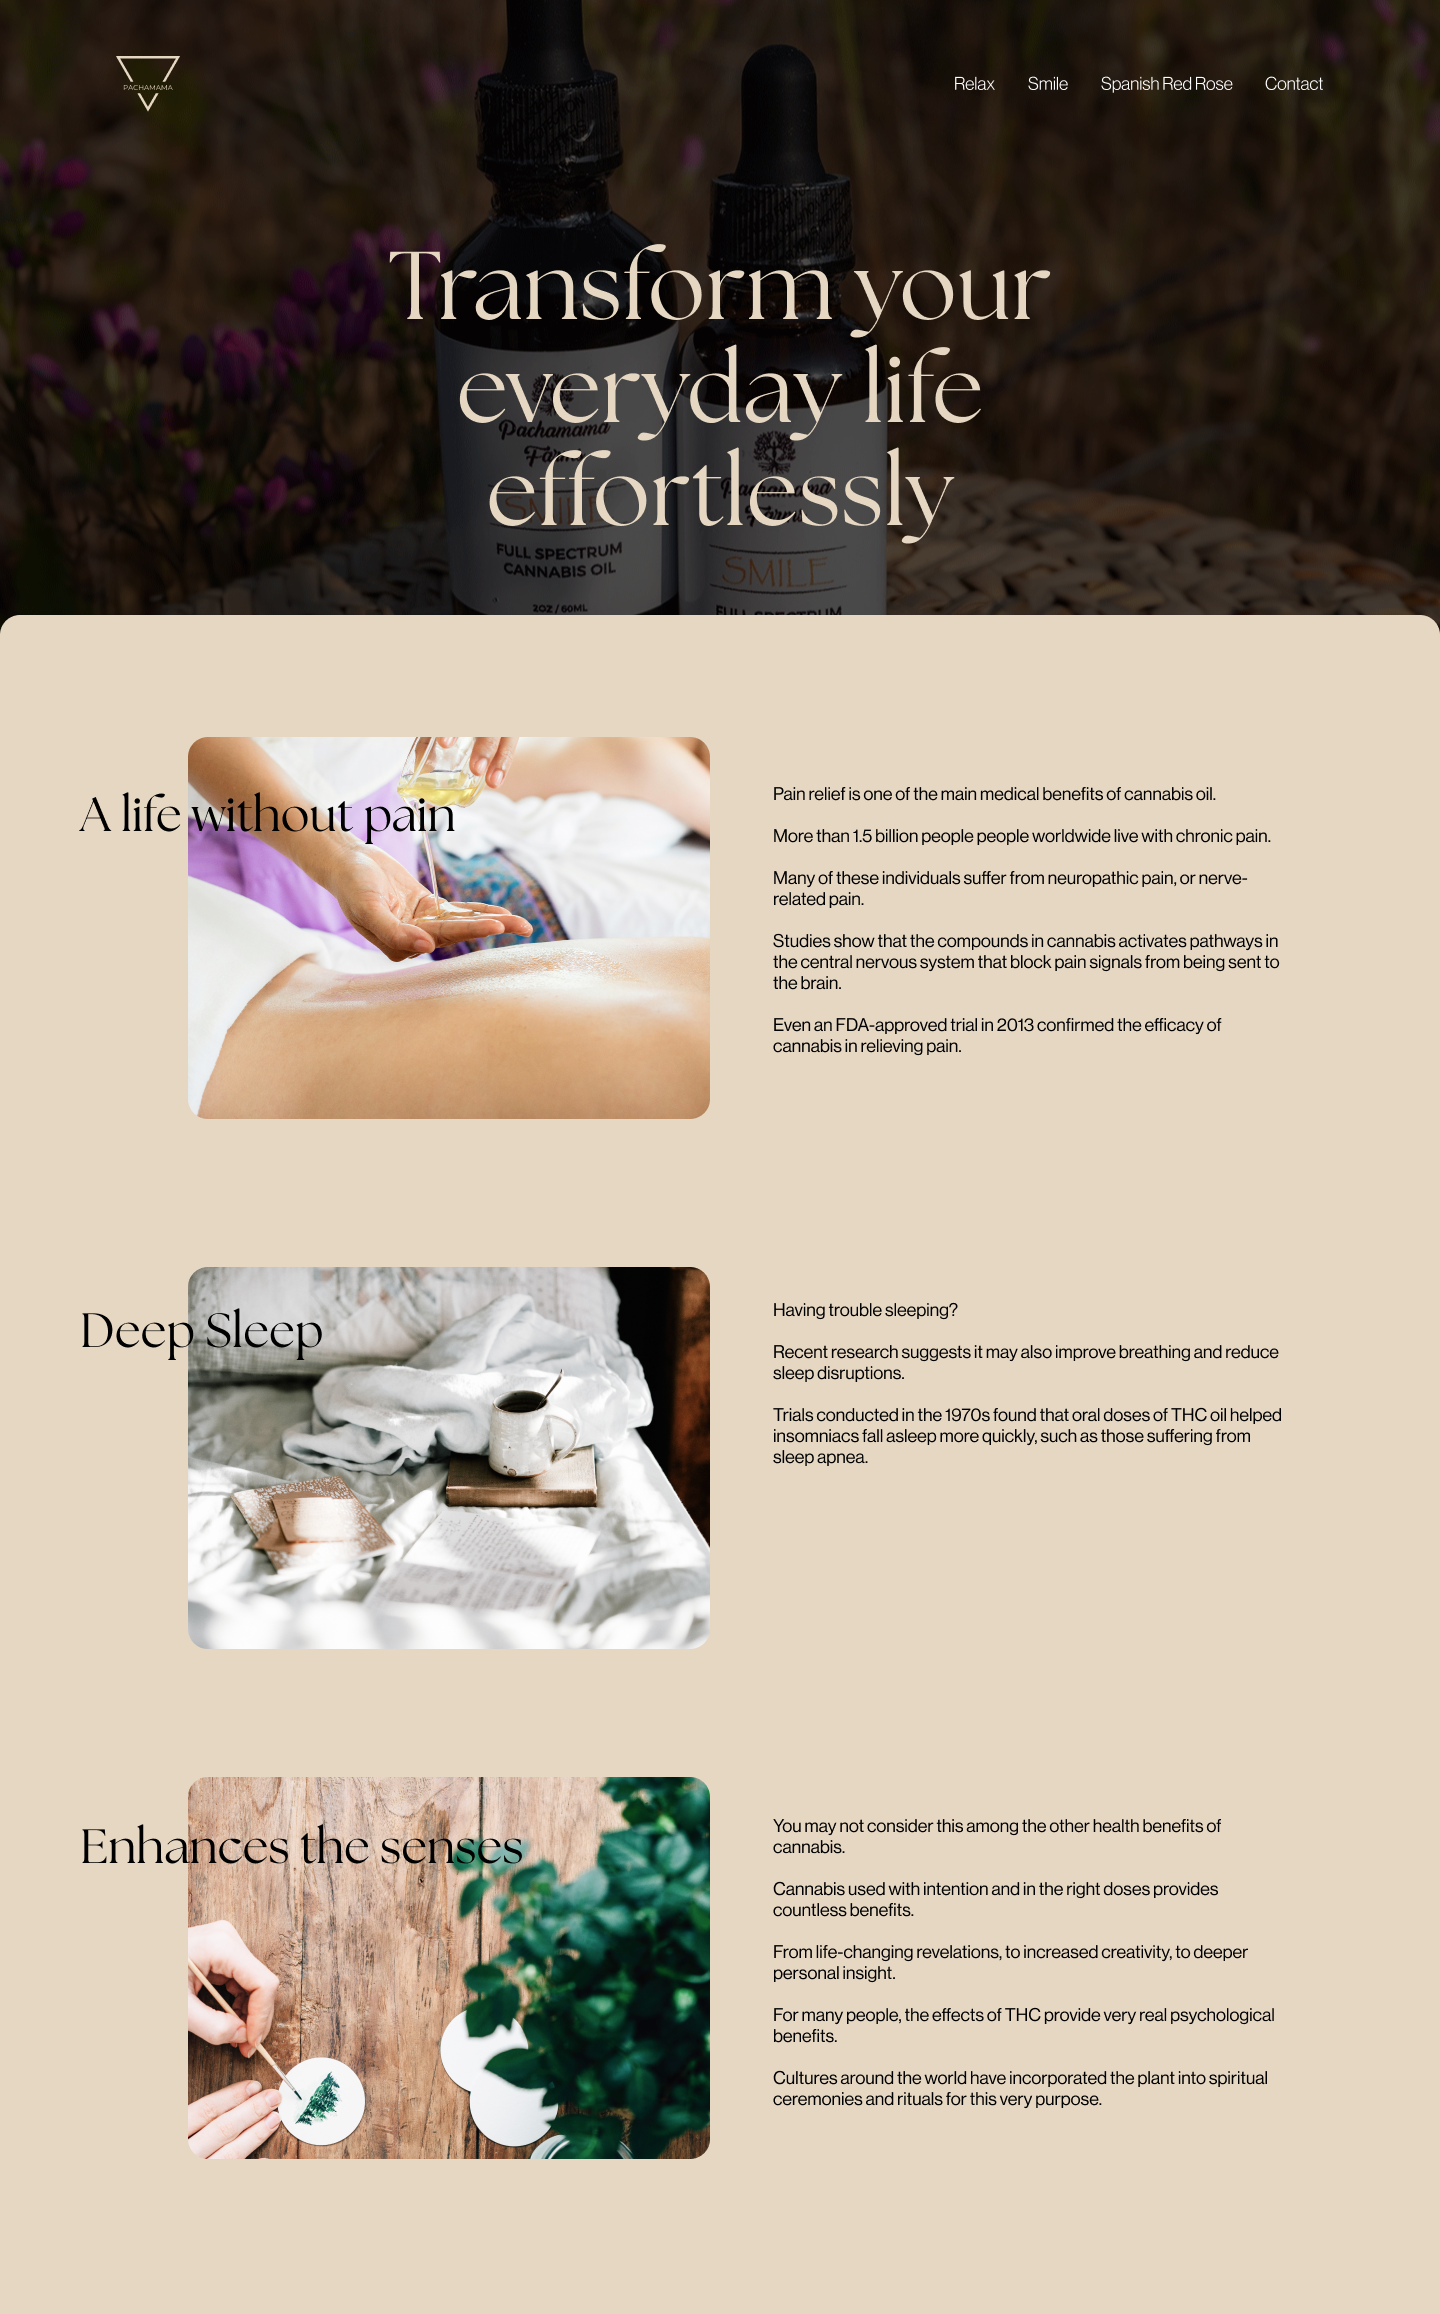 PACHAMAMA
Relax
Smile
Spanish Red Rose
Contact
Transform your
everyday life
effortlessly
Pachamama
Farms
SMILE
FULL SPECTRUM
CANNABIS OIL
2OZ / 60ML
Pachamama
Farms
SMILE
FULL SPECTRUM
A life without pain
Pain relief is one of the main medical benefits of cannabis oil.
More than 1.5 billion people people worldwide live with chronic pain.
Many of these individuals suffer from neuropathic pain, or nerve-
related pain.
Studies show that the compounds in cannabis activates pathways in
the central nervous system that block pain signals from being sent to
the brain.
Even an FDA-approved trial in 2013 confirmed the efficacy of
cannabis in relieving pain.
Deep Sleep
Having trouble sleeping?
Recent research suggests it may also improve breathing and reduce
sleep disruptions.
Trials conducted in the 1970s found that oral doses of THC oil helped
insomniacs fall asleep more quickly, such as those suffering from
sleep apnea.
Enhances the senses
You may not consider this among the other health benefits of
cannabis.
Cannabis used with intention and in the right doses provides
countless benefits.
From life-changing revelations, to increased creativity, to deeper
personal insight.
For many people, the effects of THC provide very real psychological
benefits.
Cultures around the world have incorporated the plant into spiritual
ceremonies and rituals for this very purpose.